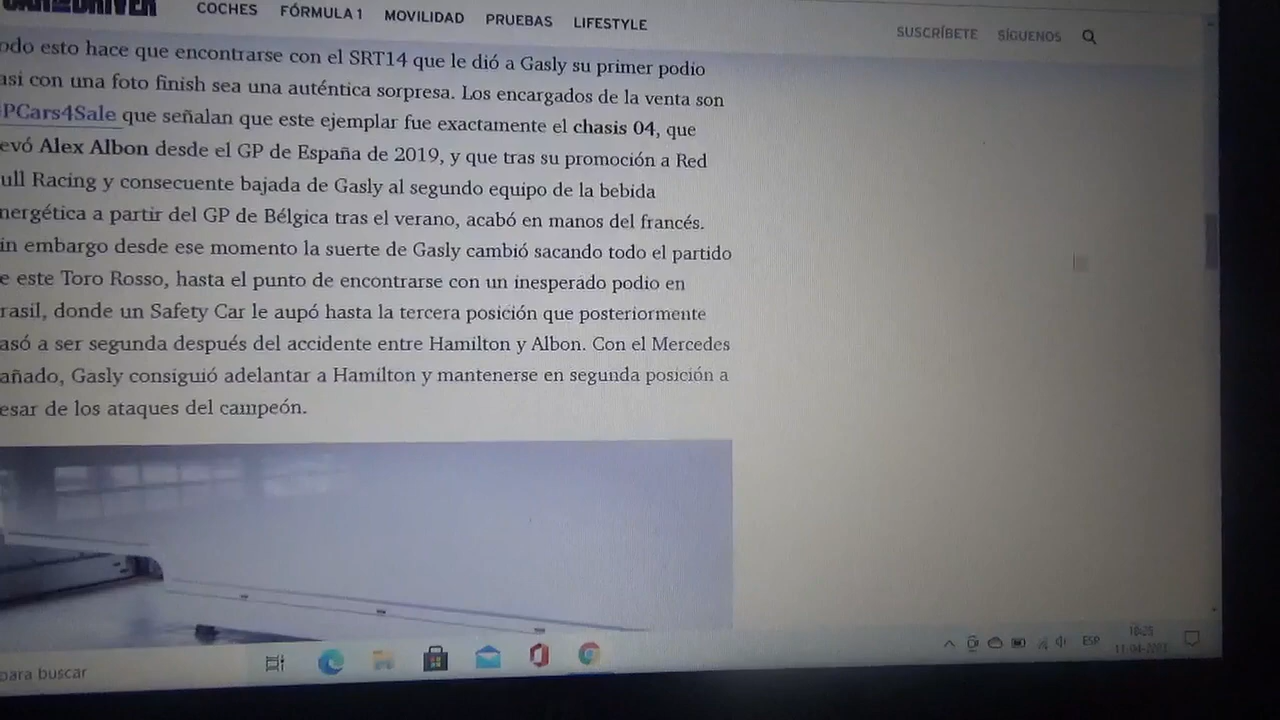 COCHES FÓRMULA 1 MOVILIDAD PRUEBAS LIFESTYLE
SUSCRÍBETE SÍGUENOS
odo esto hace que encontrarse con el SRT14 que le dió a Gasly su primer podio
asi con una foto finish sea una auténtica sorpresa. Los encargados de la venta son
PCars4Sale que señalan que este ejemplar fue exactamente el chasis 04, que
evó Alex Albon desde el GP de España de 2019, y que tras su promoción a Red
ull Racing y consecuente bajada de Gasly al segundo equipo de la bebida
nergética a partir del GP de Bélgica tras el verano, acabó en manos del francés.
in embargo desde ese momento la suerte de Gasly cambió sacando todo el partido
e este Toro Rosso, hasta el punto de encontrarse con un inesperado podio en
rasil, donde un Safety Car le aupó hasta la tercera posición que posteriormente
asó a ser segunda después del accidente entre Hamilton y Albon. Con el Mercedes
añado, Gasly consiguió adelantar a Hamilton y mantenerse en segunda posición a
esar de los ataques del campeón.
para buscar
ESP
18:25